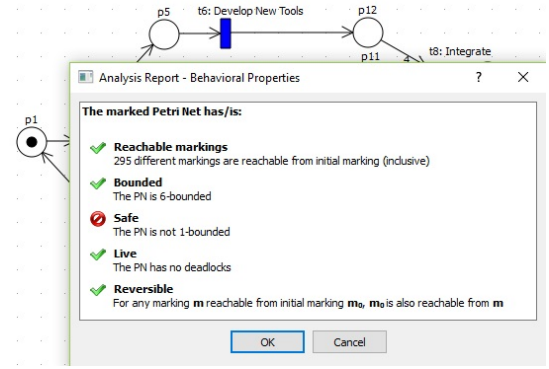 p5
t6: Develop New Tools
p12
p11
4
t8: Integrate
Analysis Report - Behavioral Properties
?
X
p1
The marked Petri Net has/is:
Reachable markings
295 different markings are reachable from initial marking (inclusive)
Bounded
The PN is 6-bounded
Safe
The PN is not 1-bounded
Live
The PN has no deadlocks
Reversible
For any marking m reachable from initial marking m₀, m₀ is also reachable from m
OK
Cancel